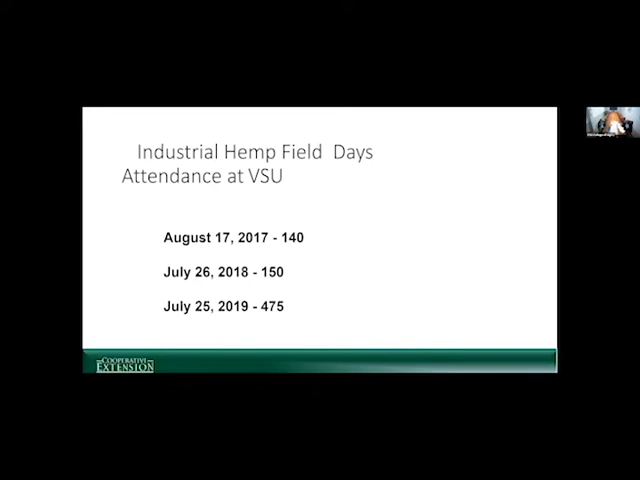 Industrial Hemp Field Days
Attendance at VSU
August 17, 2017 - 140
July 26, 2018 - 150
July 25, 2019 - 475
COOPERATIVE
EXTENSION